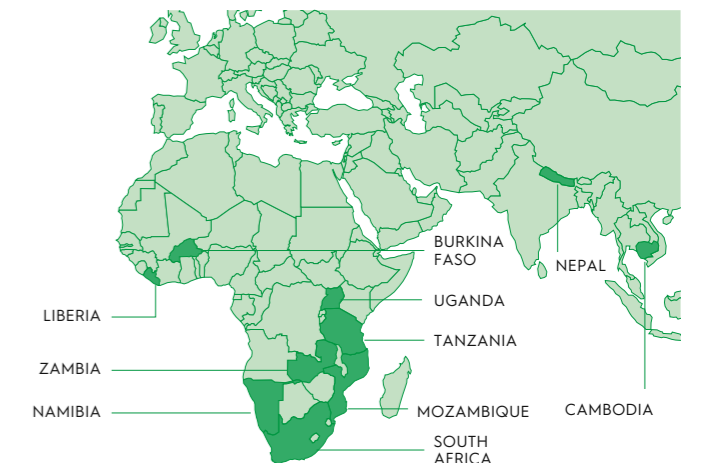 BURKINA
FASO
NEPAL
UGANDA
LIBERIA
TANZANIA
ZAMBIA
NAMIBIA
MOZAMBIQUE
CAMBODIA
SOUTH
AFRICA